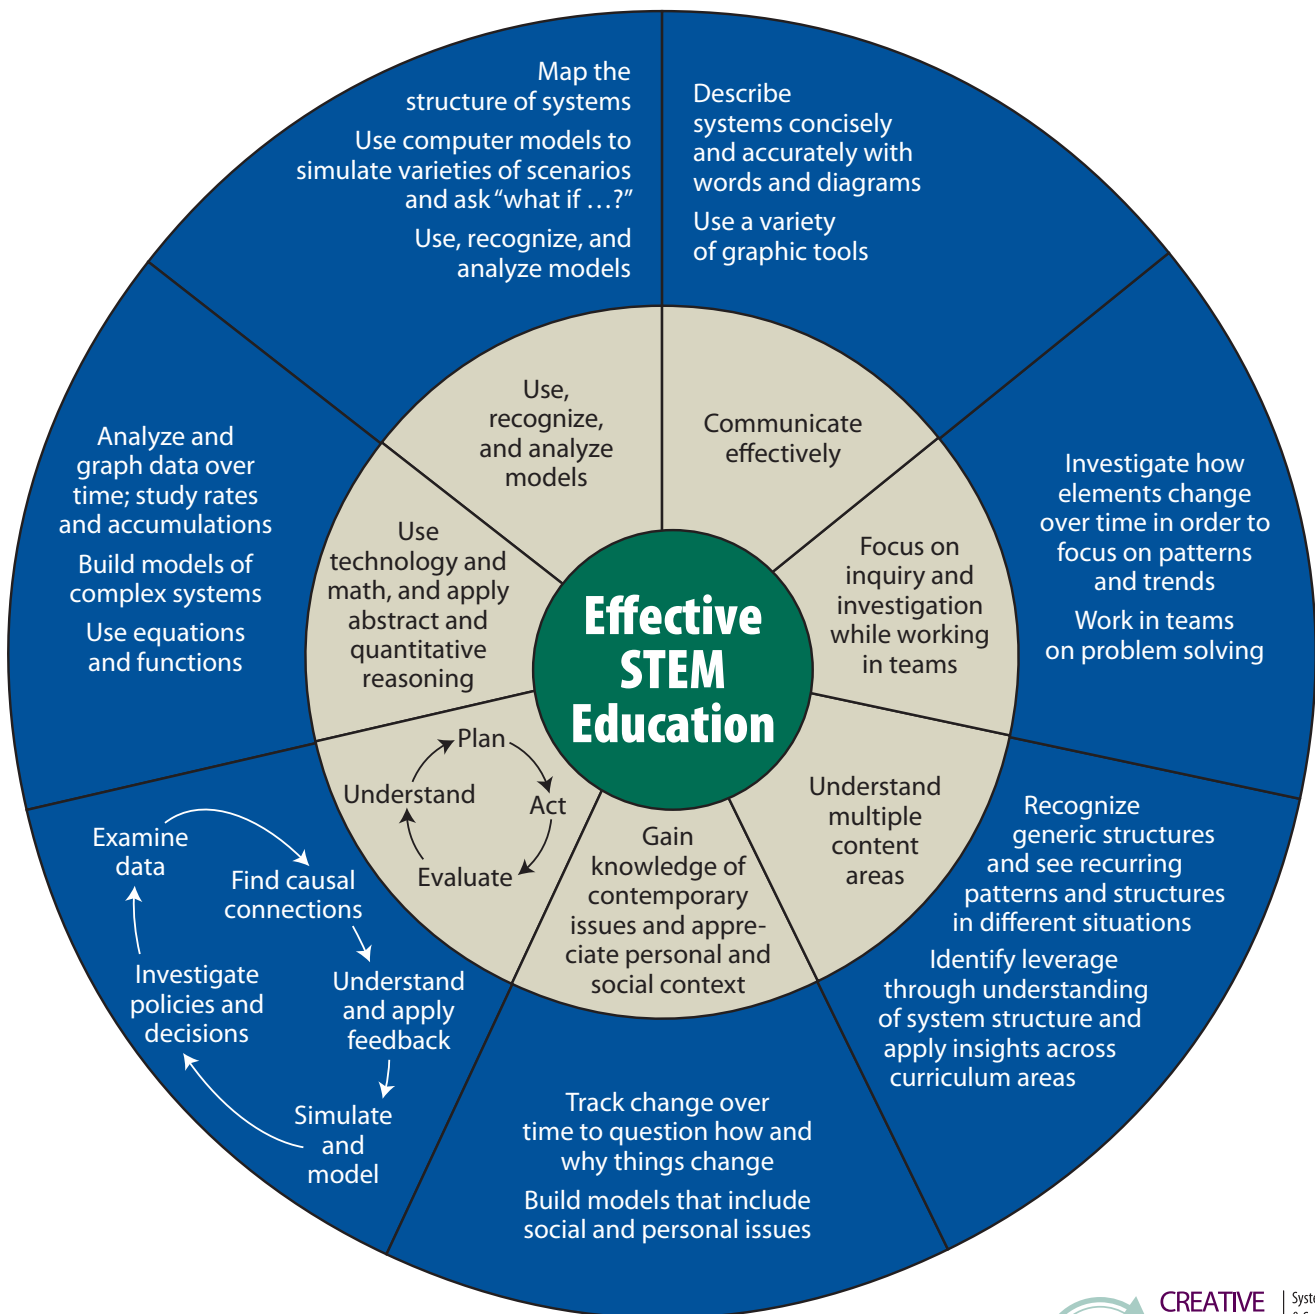 Map the
structure of systems
Use computer models to
simulate varieties of scenarios
and ask “what if …?”
Use, recognize, and
analyze models
Describe
systems concisely
and accurately with
words and diagrams
Use a variety
of graphic tools
Investigate how
elements change
over time in order to
focus on patterns
and trends
Work in teams
on problem solving
Recognize
generic structures
and see recurring
patterns and structures
in different situations
Identify leverage
through understanding
of system structure and
apply insights across
curriculum areas
Track change over
time to question how and
why things change
Build models that include
social and personal issues
Examine
data
Find causal
connections
Understand
and apply
feedback
Simulate
and
model
Investigate
policies and
decisions
Analyze and
graph data over
time; study rates
and accumulations
Build models of
complex systems
Use equations
and functions
Use,
recognize,
and analyze
models
Communicate
effectively
Focus on
inquiry and
investigation
while working
in teams
Understand
multiple
content
areas
Gain
knowledge of
contemporary
issues and appre-
ciate personal and
social context
Plan
Act
Evaluate
Understand
Use
technology and
math, and apply
abstract and
quantitative
reasoning
Effective
STEM
Education
CREATIVE